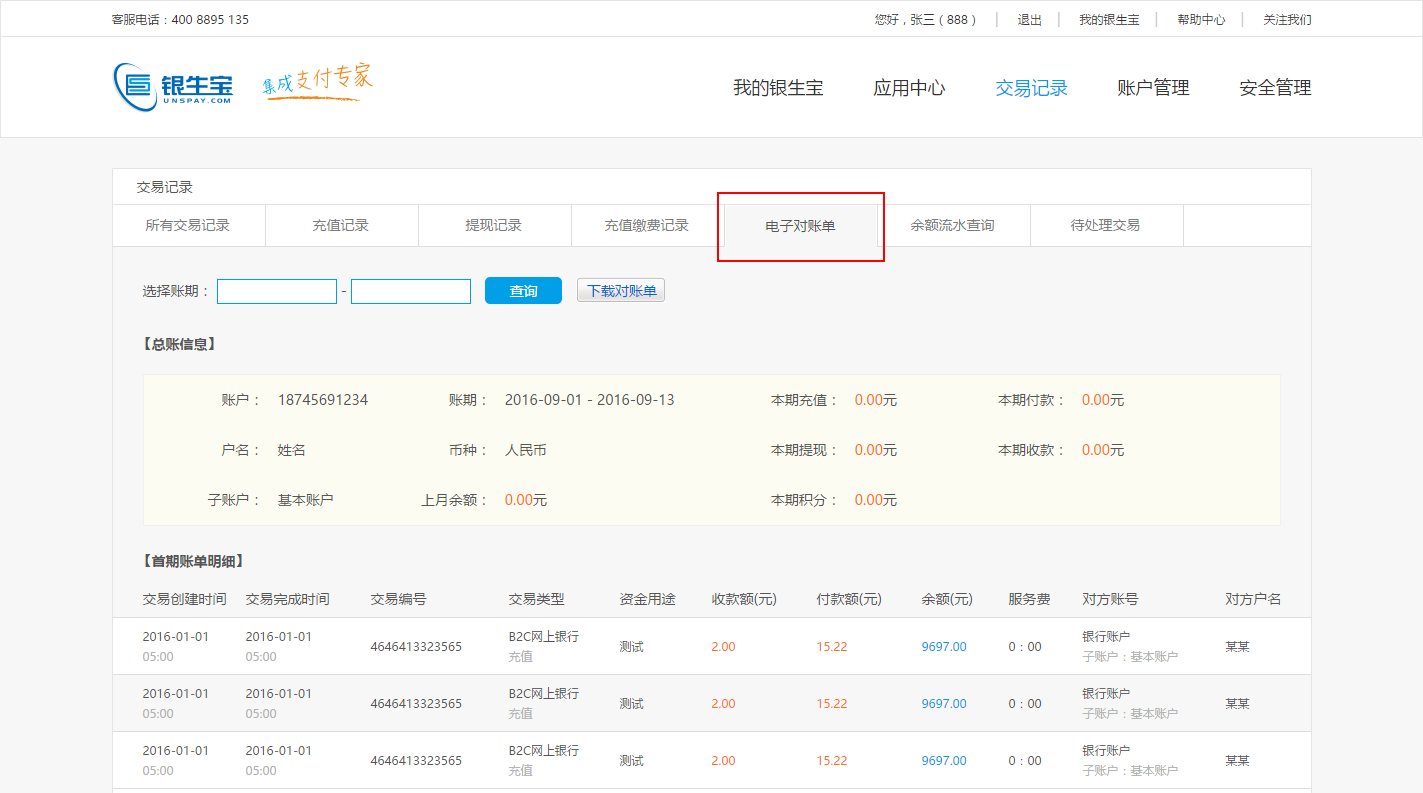 客服电话：400 8895 135 您好，张三（888） 退出 我的银生宝 帮助中心 关注我们
银生宝 集成支付专家 我的银生宝 应用中心 交易记录 账户管理 安全管理
UNSPAY.COM
交易记录
所有交易记录 充值记录 提现记录 充值缴费记录 电子对账单 余额流水查询 待处理交易
选择账期： - 查询 下载对账单
【总账信息】
账户： 18745691234 账期： 2016-09-01 - 2016-09-13 本期充值： 0.00元 本期付款： 0.00元
户名： 姓名 币种： 人民币 本期提现： 0.00元 本期收款： 0.00元
子账户： 基本账户 上月余额： 0.00元 本期积分： 0.00元
【首期账单明细】
交易创建时间 交易完成时间 交易编号 交易类型 资金用途 收款额(元) 付款额(元) 余额(元) 服务费 对方账号 对方户名
2016-01-01 2016-01-01 4646413323565 B2C网上银行 测试 2.00 15.22 9697.00 0：00 银行账户 某某
05:00 05:00 充值 子账户：基本账户
2016-01-01 2016-01-01 4646413323565 B2C网上银行 测试 2.00 15.22 9697.00 0：00 银行账户 某某
05:00 05:00 充值 子账户：基本账户
2016-01-01 2016-01-01 4646413323565 B2C网上银行 测试 2.00 15.22 9697.00 0：00 银行账户 某某
05:00 05:00 充值 子账户：基本账户